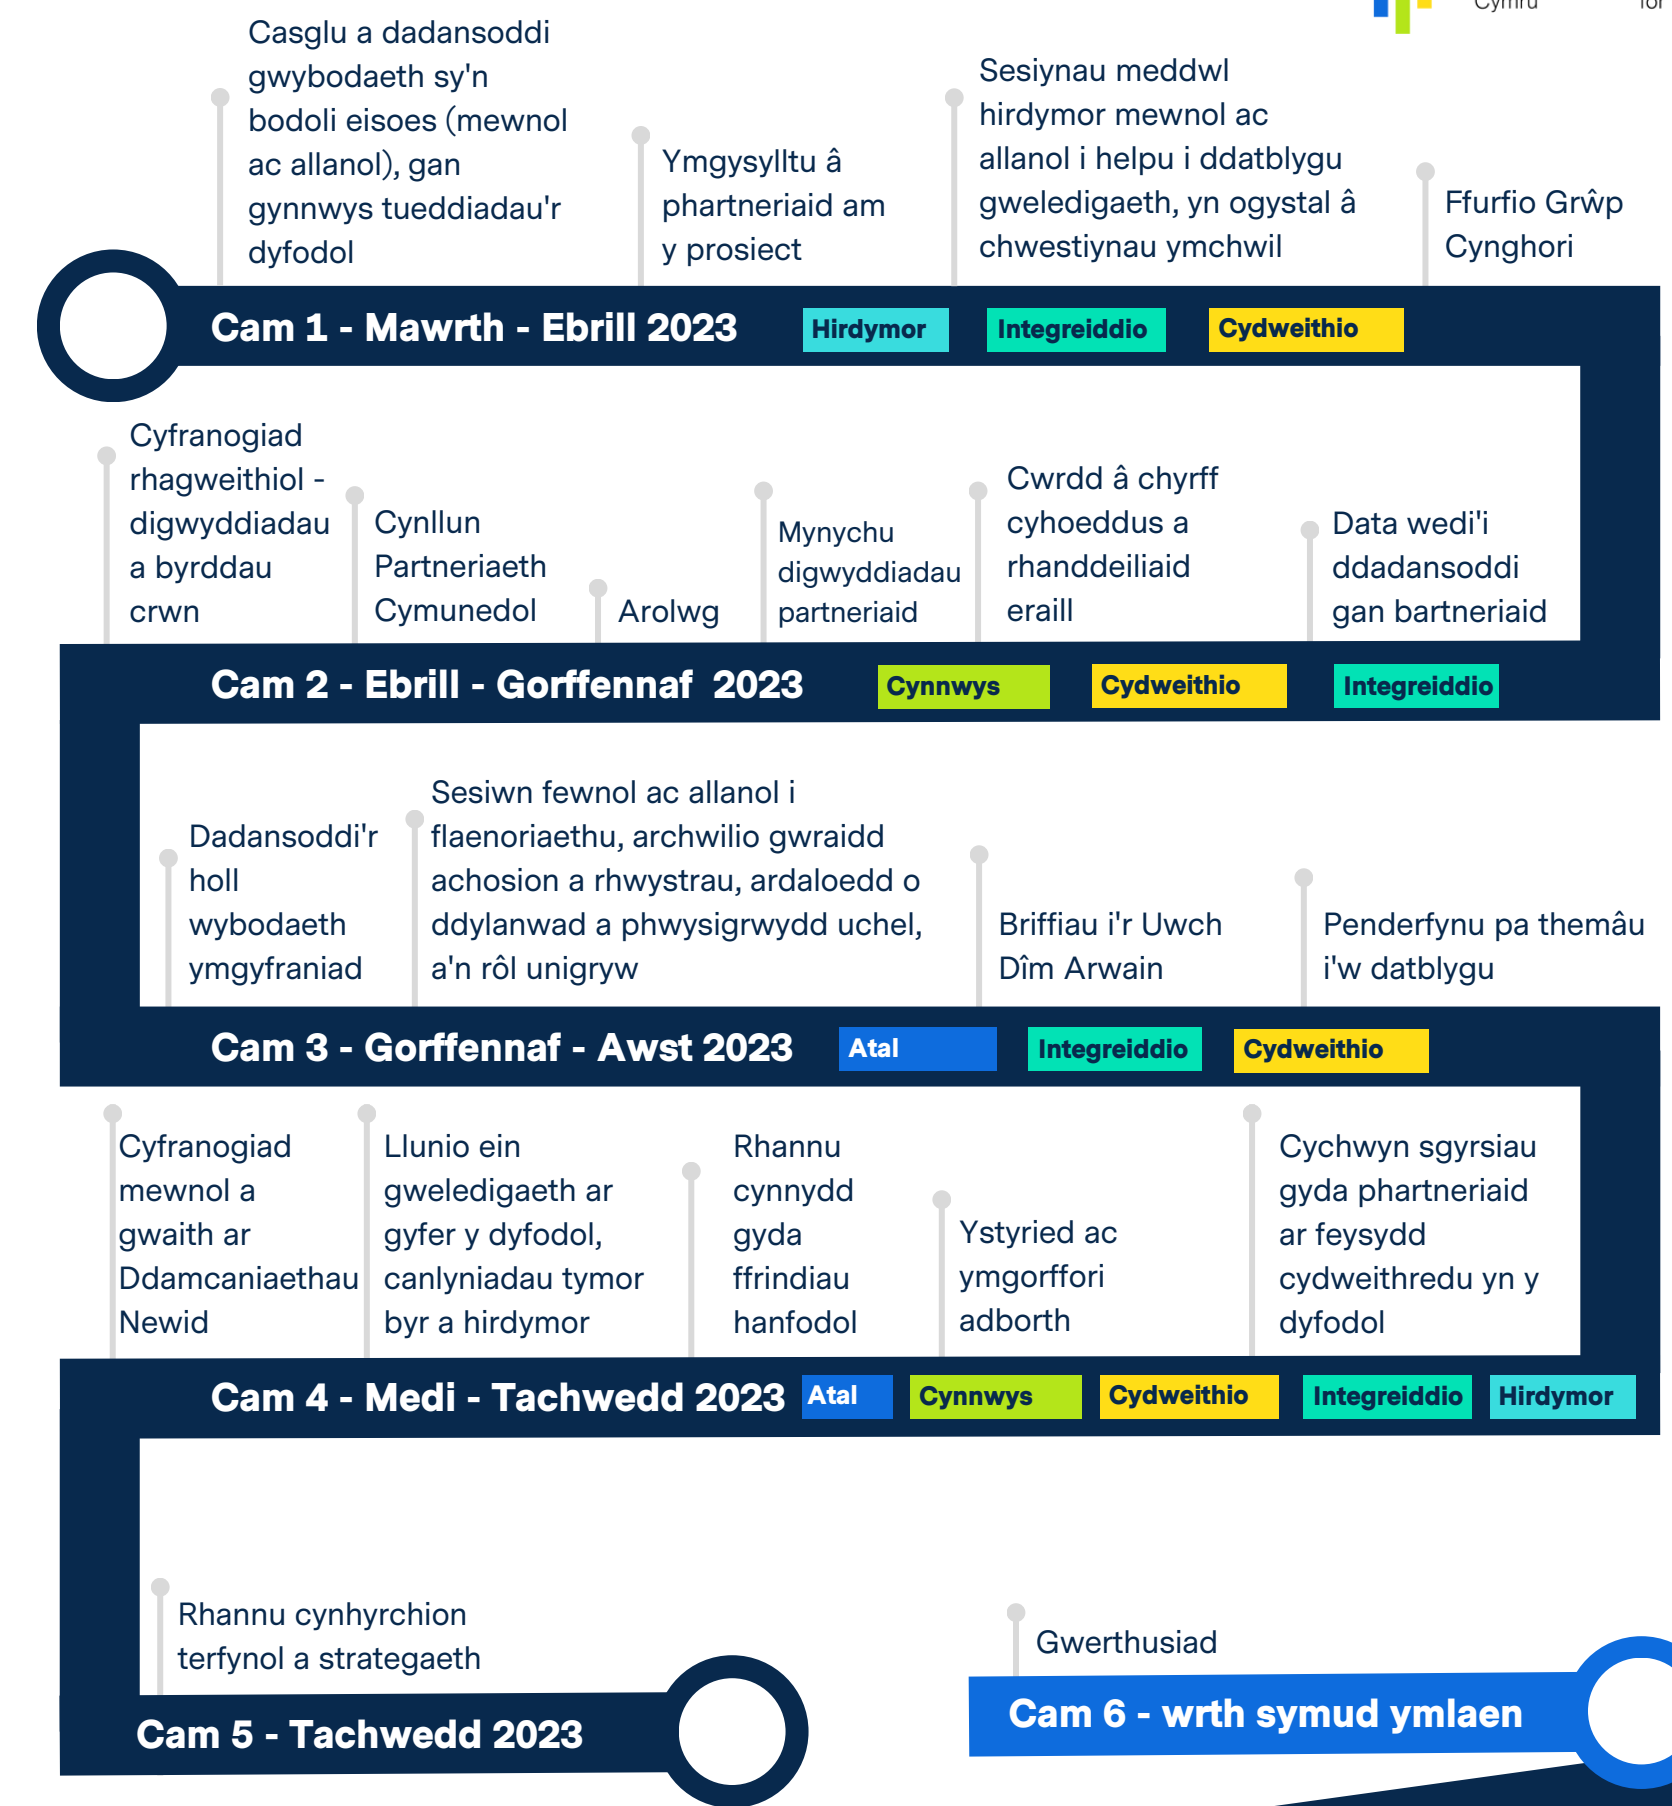 Cymru
for
Casglu a dadansoddi
gwybodaeth sy'n
bodoli eisoes (mewnol
ac allanol), gan
gynnwys tueddiadau'r
dyfodol
Ymgysylltu â
phartneriaid am
y prosiect
Sesiynau meddwl
hirdymor mewnol ac
allanol i helpu i ddatblygu
gweledigaeth, yn ogystal â
chwestiynau ymchwil
Ffurfio Grŵp
Cynghori
Cam 1 - Mawrth - Ebrill 2023
Hirdymor
Integreiddio
Cydweithio
Cyfranogiad
rhagweithiol -
digwyddiadau
a byrddau
crwn
Cynllun
Partneriaeth
Cymunedol
Arolwg
Mynychu
digwyddiadau
partneriaid
Cwrdd â chyrff
cyhoeddus a
rhanddeiliaid
eraill
Data wedi'i
ddadansoddi
gan bartneriaid
Cam 2 - Ebrill - Gorffennaf 2023
Cynnwys
Cydweithio
Integreiddio
Dadansoddi'r
holl
wybodaeth
ymgyfraniad
Sesiwn fewnol ac allanol i
flaenoriaethu, archwilio gwraidd
achosion a rhwystrau, ardaloedd o
ddylanwad a phwysigrwydd uchel,
a'n rôl unigryw
Briffiau i'r Uwch
Dîm Arwain
Penderfynu pa themâu
i'w datblygu
Cam 3 - Gorffennaf - Awst 2023
Atal
Integreiddio
Cydweithio
Cyfranogiad
mewnol a
gwaith ar
Ddamcaniaethau
Newid
Llunio ein
gweledigaeth ar
gyfer y dyfodol,
canlyniadau tymor
byr a hirdymor
Rhannu
cynnydd
gyda
ffrindiau
hanfodol
Ystyried ac
ymgorffori
adborth
Cychwyn sgyrsiau
gyda phartneriaid
ar feysydd
cydweithredu yn y
dyfodol
Cam 4 - Medi - Tachwedd 2023
Atal
Cynnwys
Cydweithio
Integreiddio
Hirdymor
Rhannu cynhyrchion
terfynol a strategaeth
Cam 5 - Tachwedd 2023
Gwerthusiad
Cam 6 - wrth symud ymlaen